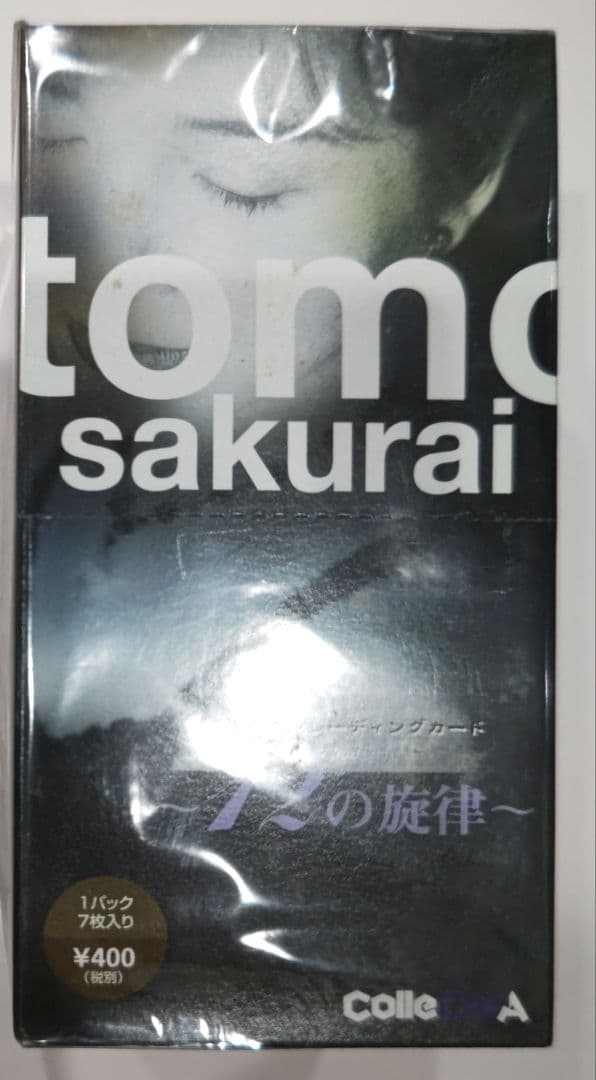 tomo
sakurai
ーディングカード
〜12の旋律〜
1パック
7枚入り
¥400
(税別)
ColleCarA